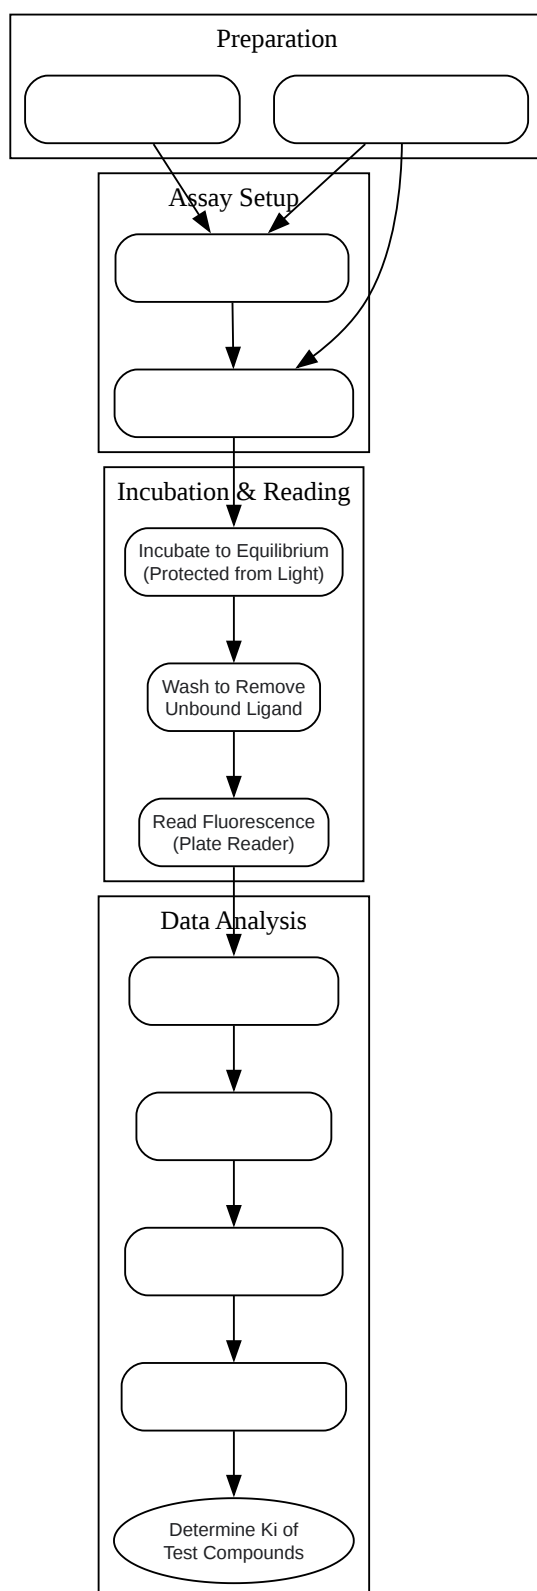 Preparation
Assay Setup
Incubation & Reading
Incubate to Equilibrium
(Protected from Light)
Wash to Remove
Unbound Ligand
Read Fluorescence
(Plate Reader)
Data Analysis
Determine Ki of
Test Compounds